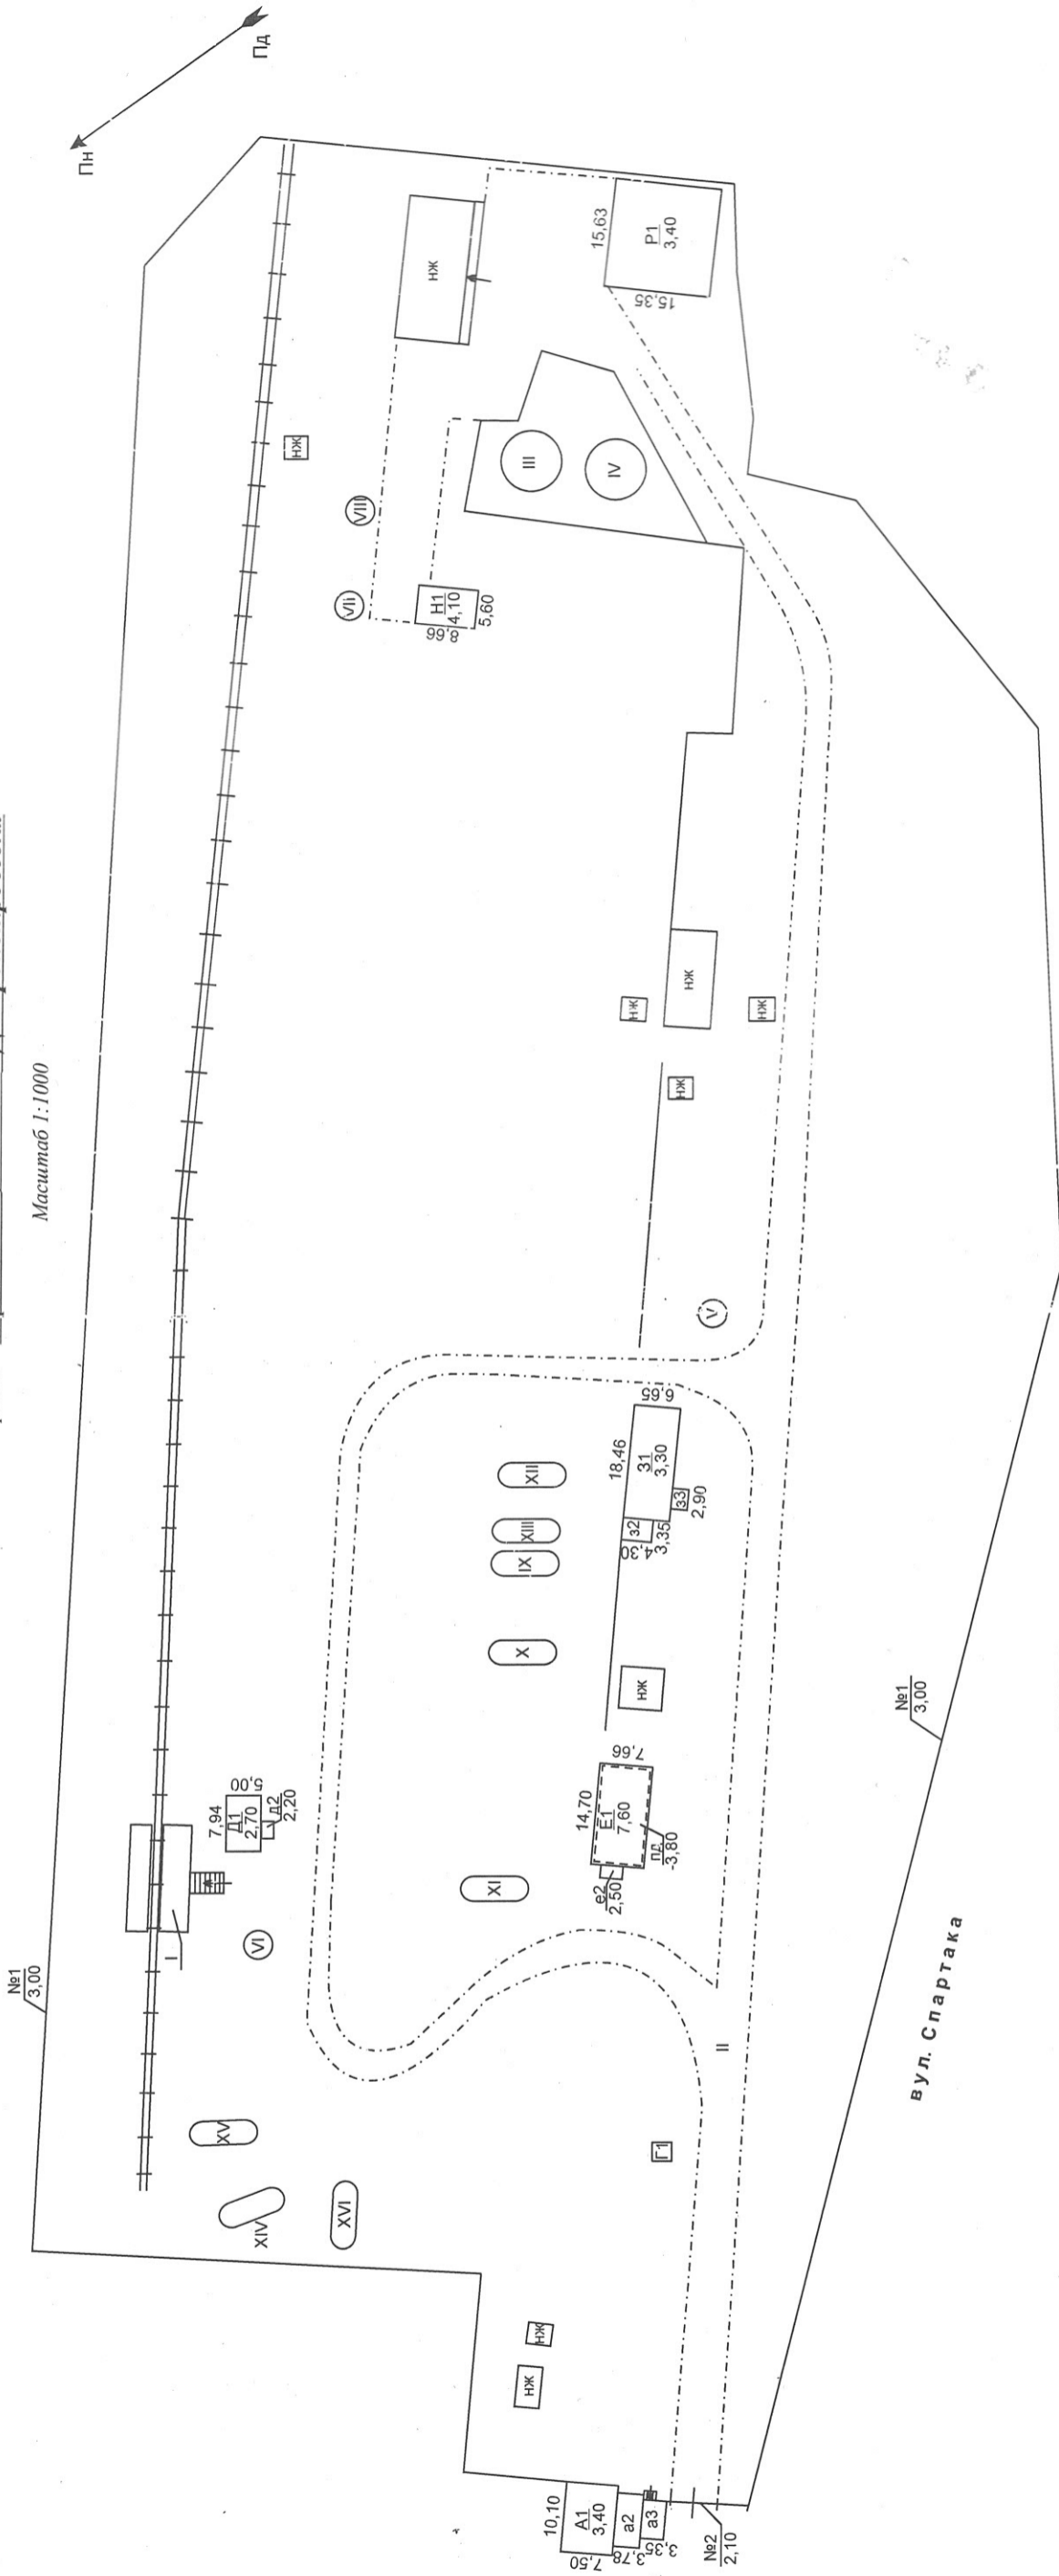 Масштаб 1:1000
Пн
Пд
нж
15,63
Р1
3,40
15,35
нж
III
IV
VIII
VII
Н1
4,10
8,66
5,60
нж
нж
нж
нж
V
XII
XIII
IX
X
18,46
6,65
З1
3,30
з2
з3
4,30
3,35
2,90
нж
14,70
7,66
Е1
7,60
пд
-3,80
е2
2,50
XI
7,94
5,00
Д1
2,70
д2
2,20
VI
I
№1
3,00
№1
3,00
вул. Спартака
II
Г1
XV
XIV
XVI
нж
нж
10,10
А1
3,40
7,50
а2
3,78
а3
3,35
№2
2,10